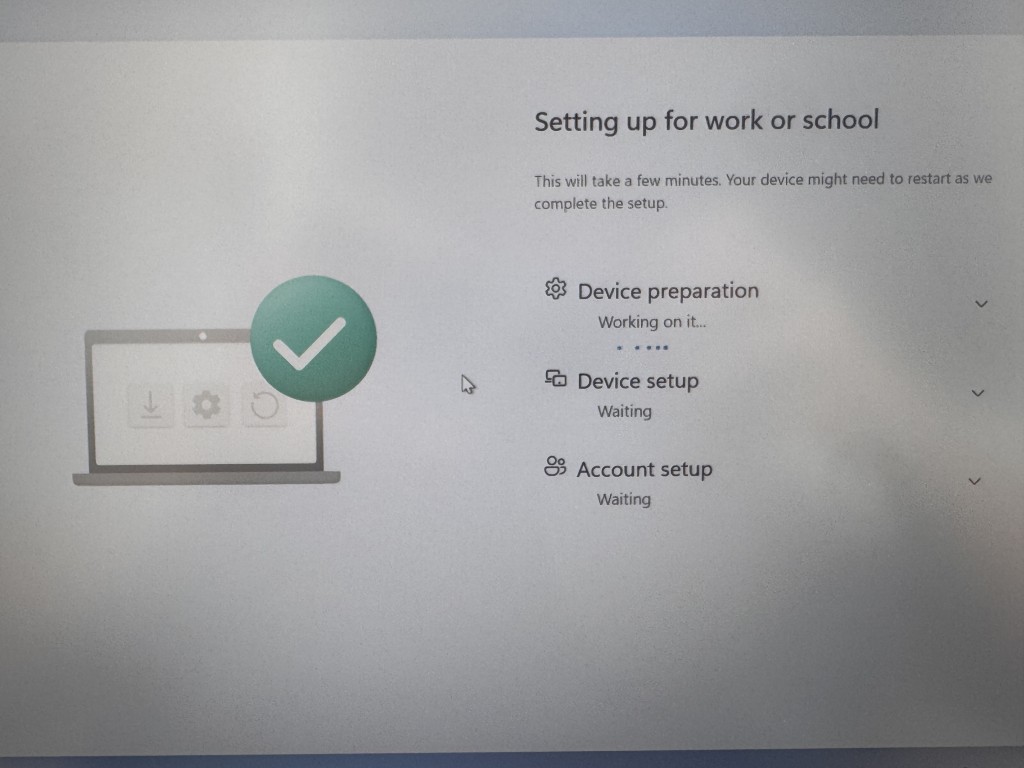 Setting up for work or school
This will take a few minutes. Your device might need to restart as we
complete the setup.
Device preparation
Working on it...
Device setup
Waiting
Account setup
Waiting